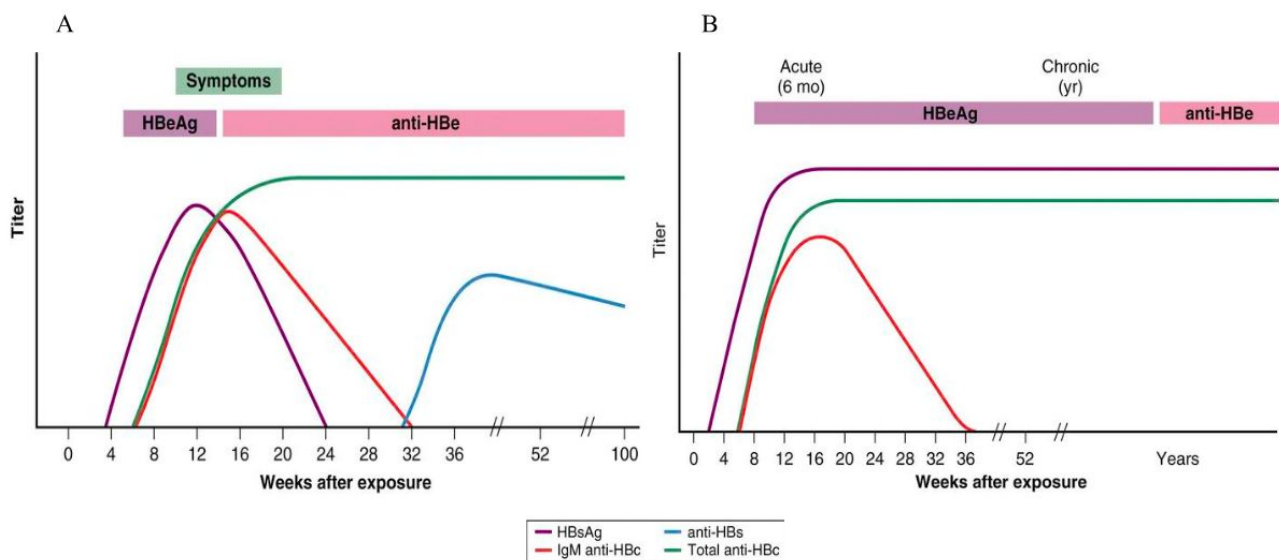 A
Symptoms
HBeAg anti-HBe
Titer
0 4 8 12 16 20 24 28 32 36 52 100
Weeks after exposure
B
Acute Chronic
(6 mo) (yr)
HBeAg anti-HBe
Titer
0 4 8 12 16 20 24 28 32 36 52 Years
Weeks after exposure
HBsAg anti-HBs
IgM anti-HBc Total anti-HBc